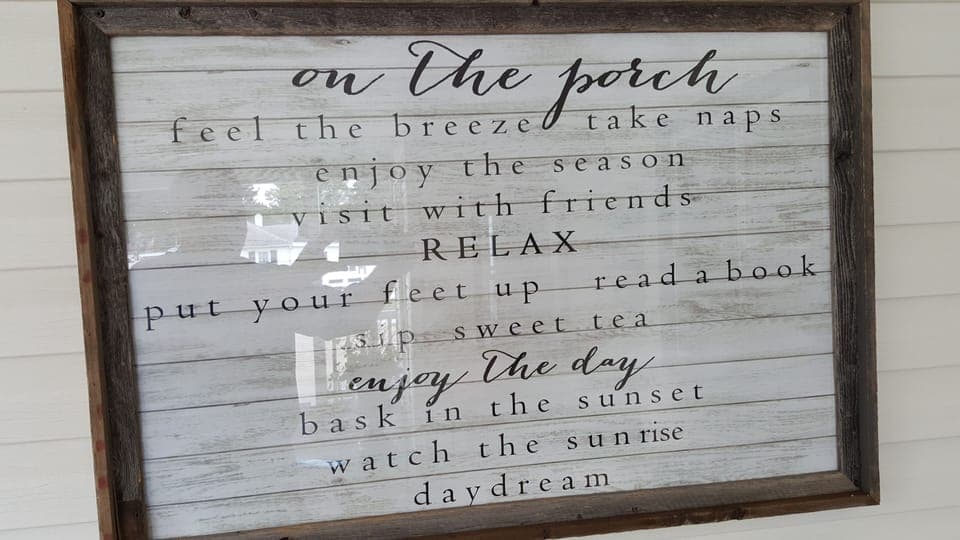 on the porch
feel the breeze take naps
enjoy the season
visit with friends
RELAX
put your feet up read a book
sip sweet tea
enjoy the day
bask in the sunset
watch the sunrise
daydream